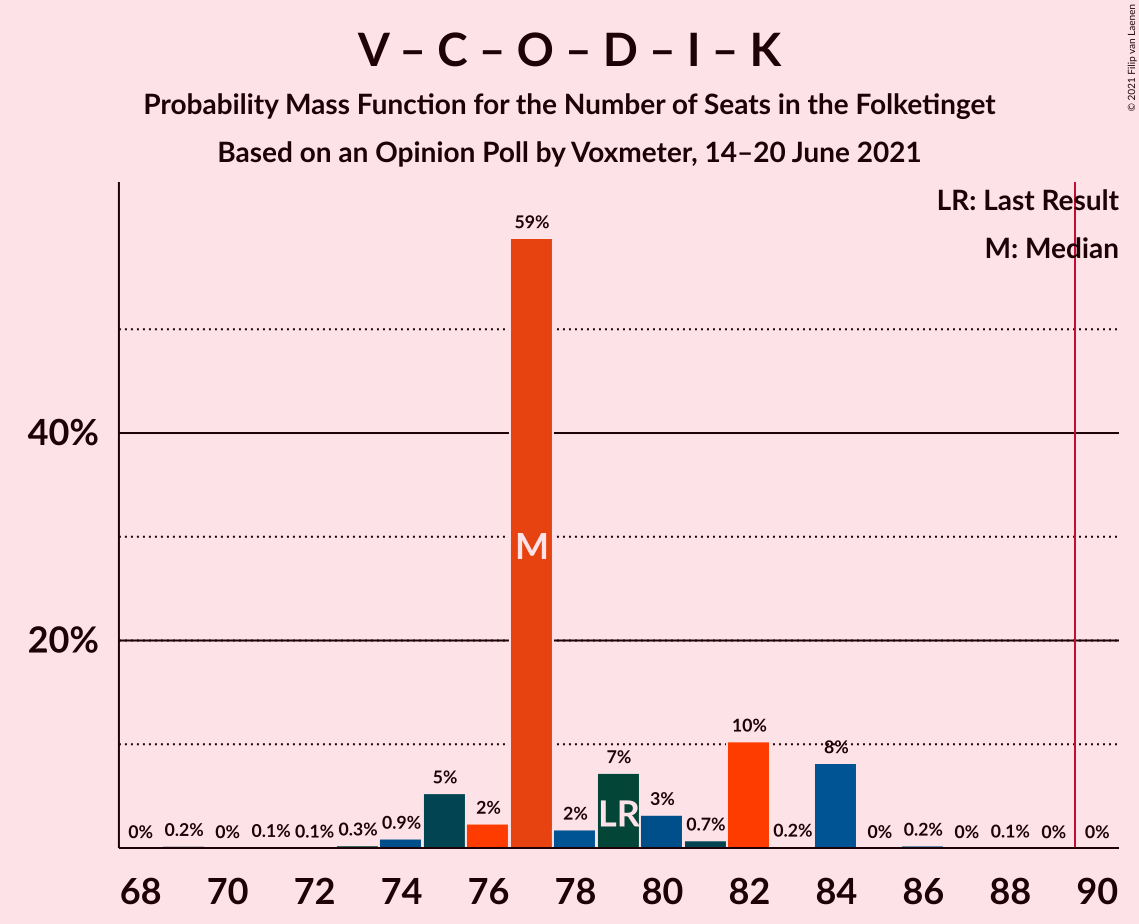 V – C – O – D – I – K
Probability Mass Function for the Number of Seats in the Folketinget
Based on an Opinion Poll by Voxmeter, 14–20 June 2021
© 2021 Filip van Laenen
LR: Last Result
M: Median
59%
40%
M
20%
10%
8%
7%
5%
3%
2%
2%
LR
0% 0.2% 0% 0.1% 0.1% 0.3% 0.9% 0.7% 0.2% 0% 0.2% 0% 0.1% 0% 0%
68 70 72 74 76 78 80 82 84 86 88 90